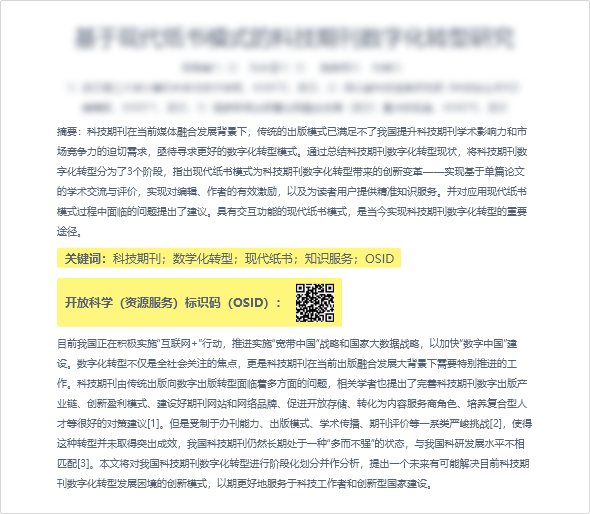 基于现代纸书模式的科技期刊数字化转型研究
摘要：科技期刊在当前媒体融合发展背景下，传统的出版模式已满足不了我国提升科技期刊学术影响力和市
场竞争力的迫切需求，亟待寻求更好的数字化转型模式。通过总结科技期刊数字化转型现状，将科技期刊数
字化转型分为了3个阶段，指出现代纸书模式为科技期刊数字化转型带来的创新变革——实现基于单篇论文
的学术交流与评价，实现对编辑、作者的有效激励，以及为读者用户提供精准知识服务。并对应用现代纸书
模式过程中面临的问题提出了建议。具有交互功能的现代纸书模式，是当今实现科技期刊数字化转型的重要
途径。
关键词：科技期刊；数学化转型；现代纸书；知识服务；OSID
开放科学（资源服务）标识码（OSID）：
目前我国正在积极实施“互联网+”行动，推进实施“宽带中国”战略和国家大数据战略，以加快“数字中国”建
设。数字化转型不仅是全社会关注的焦点，更是科技期刊在当前出版融合发展大背景下需要特别推进的工
作。科技期刊由传统出版向数字出版转型面临着多方面的问题，相关学者也提出了完善科技期刊数字出版产
业链、创新盈利模式、建设好期刊网站和网络品牌、促进开放存储、转化为内容服务商角色、培养复合型人
才等很好的对策建议[1]。但是受制于办刊能力、出版模式、学术传播、期刊评价等一系类严峻挑战[2]，使得
这种转型并未取得突出成效，我国科技期刊仍然长期处于一种“多而不强”的状态，与我国科研发展水平不相
匹配[3]。本文将对我国科技期刊数字化转型进行阶段化划分并作分析，提出一个未来有可能解决目前科技期
刊数字化转型发展困境的创新模式，以期更好地服务于科技工作者和创新型国家建设。